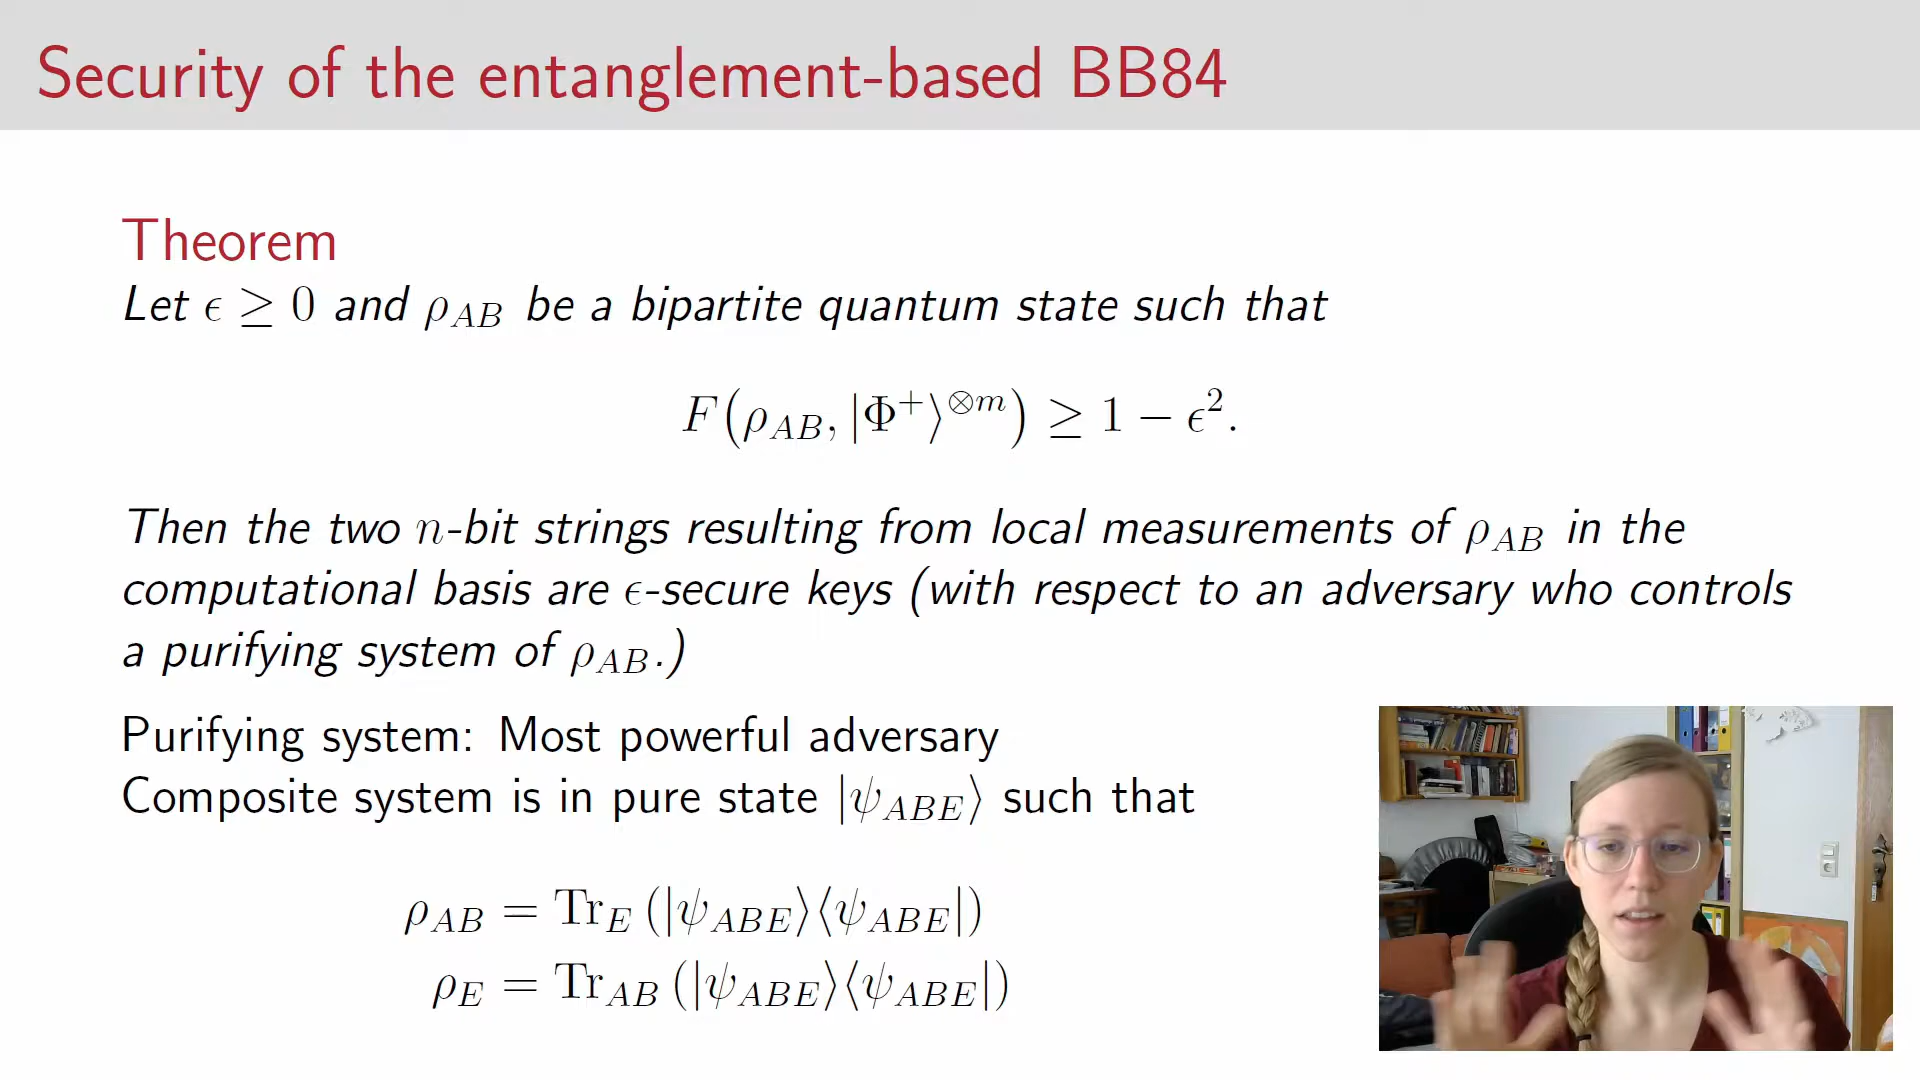 Security of the entanglement-based BB84
Theorem
Let ϵ ≥ 0 and ρ_AB be a bipartite quantum state such that
F(ρ_AB, |Φ⁺⟩^⊗m) ≥ 1 − ϵ².
Then the two n-bit strings resulting from local measurements of ρ_AB in the
computational basis are ϵ-secure keys (with respect to an adversary who controls
a purifying system of ρ_AB.)
Purifying system: Most powerful adversary
Composite system is in pure state |ψ_ABE⟩ such that
ρ_AB = Tr_E (|ψ_ABE⟩⟨ψ_ABE|)
ρ_E = Tr_AB (|ψ_ABE⟩⟨ψ_ABE|)